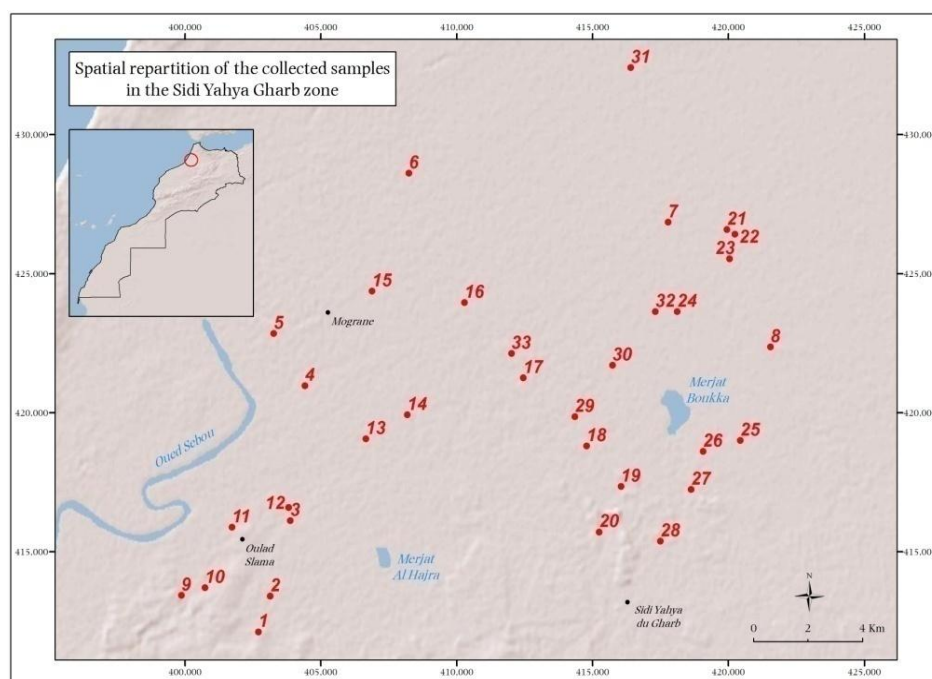 400,000 405,000 410,000 415,000 420,000 425,000
Spatial repartition of the collected samples
in the Sidi Yahya Gharb zone
31
430,000 430,000
6
7
21
22
23
425,000 425,000
15
16
Mograne
32 24
5
33
8
30
17
4
Merjat
Boukka
420,000 420,000
14
29
13
18
25
26
Oued Sebou
19
27
12
3
11
20
28
Oulad
Slama
415,000 415,000
Merjat
Al Hajra
9
10
2
N
Sidi Yahya
du Gharb
1
0 2 4 Km
400,000 405,000 410,000 415,000 420,000 425,000